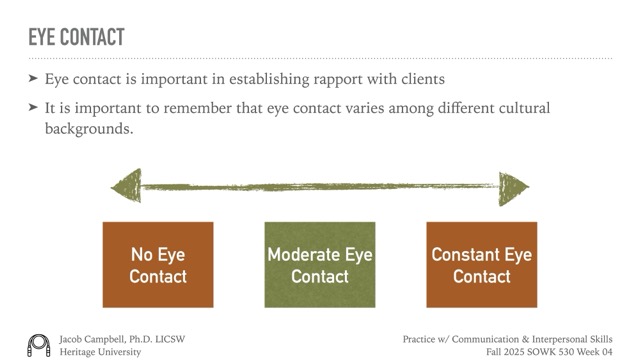 EYE CONTACT
➤ Eye contact is important in establishing rapport with clients
➤ It is important to remember that eye contact varies among different cultural
backgrounds.
No Eye
Contact
Moderate Eye
Contact
Constant Eye
Contact
Jacob Campbell, Ph.D. LICSW
Heritage University
Practice w/ Communication & Interpersonal Skills
Fall 2025 SOWK 530 Week 04